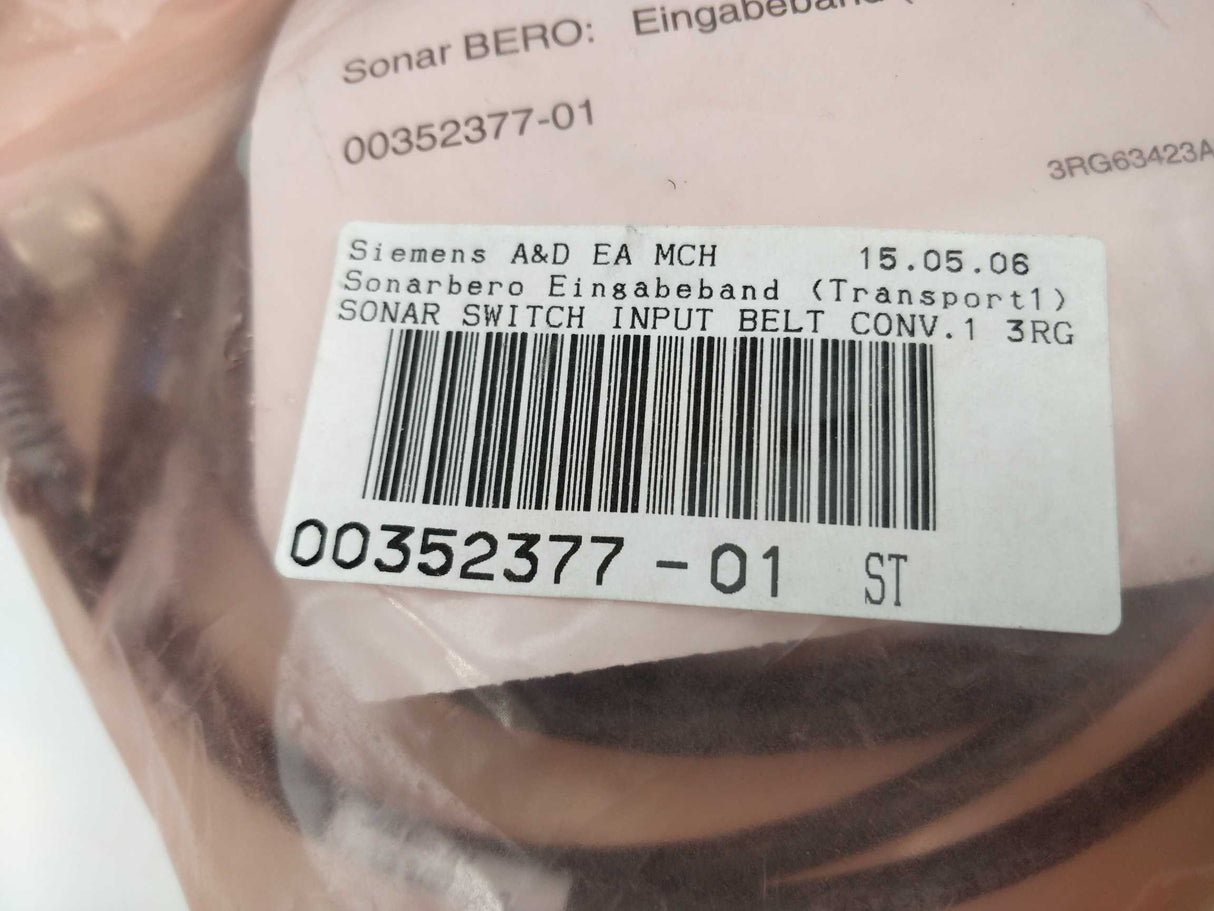 Sonar BERO: Eingabeband (
00352377-01
3RG63423A
Siemens A&D EA MCH 15.05.06
Sonarbero Eingabeband (Transport1)
SONAR SWITCH INPUT BELT CONV.1 3RG
00352377 -01 ST